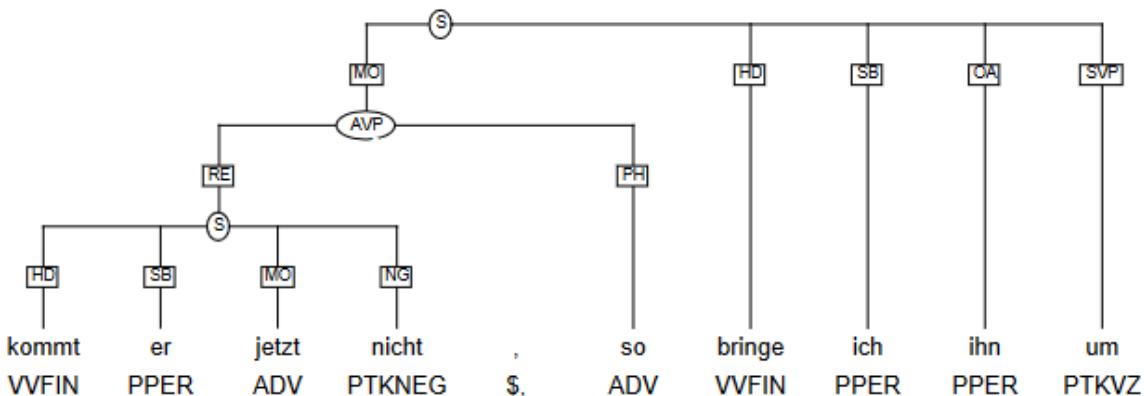 S
MO HD SB OA SVP
AVP
RE PH
S
HD SB MO NG
kommt er jetzt nicht , so bringe ich ihn um
VVFIN PPER ADV PTKNEG $, ADV VVFIN PPER PPER PTKVZ